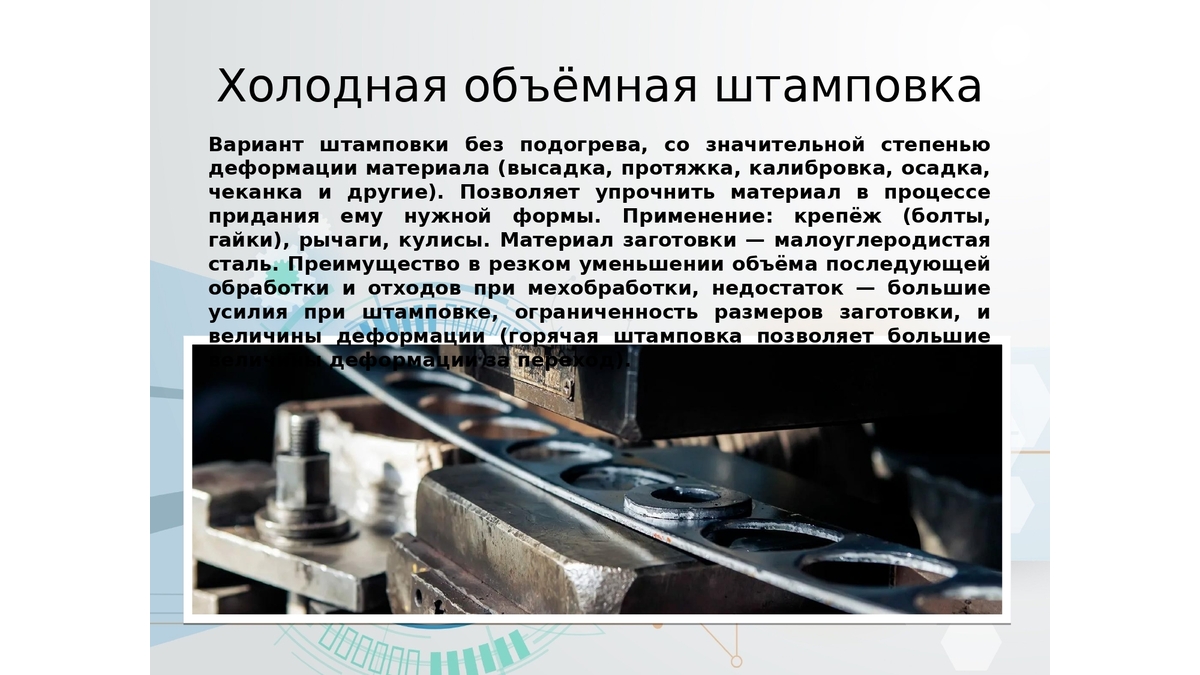 Холодная объёмная штамповка
Вариант штамповки без подогрева, со значительной степенью
деформации материала (высадка, протяжка, калибровка, осадка,
чеканка и другие). Позволяет упрочнить материал в процессе
придания ему нужной формы. Применение: крепёж (болты,
гайки), рычаги, кулисы. Материал заготовки — малоуглеродистая
сталь. Преимущество в резком уменьшении объёма последующей
обработки и отходов при мехобработки, недостаток — большие
усилия при штамповке, ограниченность размеров заготовки, и
величины деформации (горячая штамповка позволяет большие
величины деформации за переход).